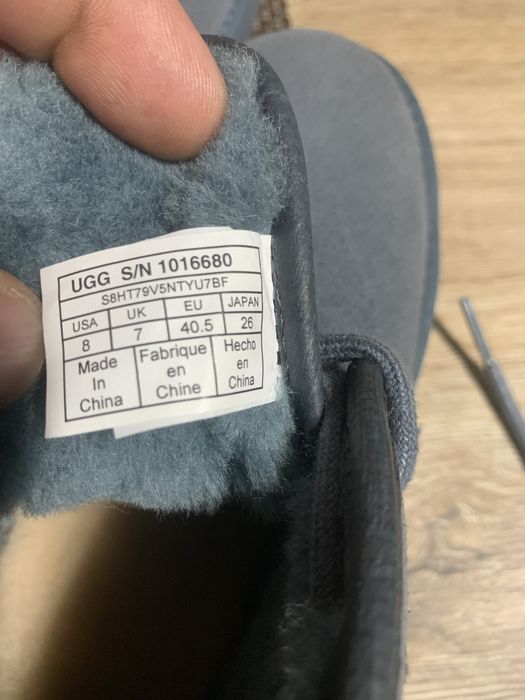 UGG S/N 1016680
S8HT79V5NTYU7BF
USA UK EU JAPAN
8 7 40.5 26
Made In China
Fabrique en Chine
Hecho en China